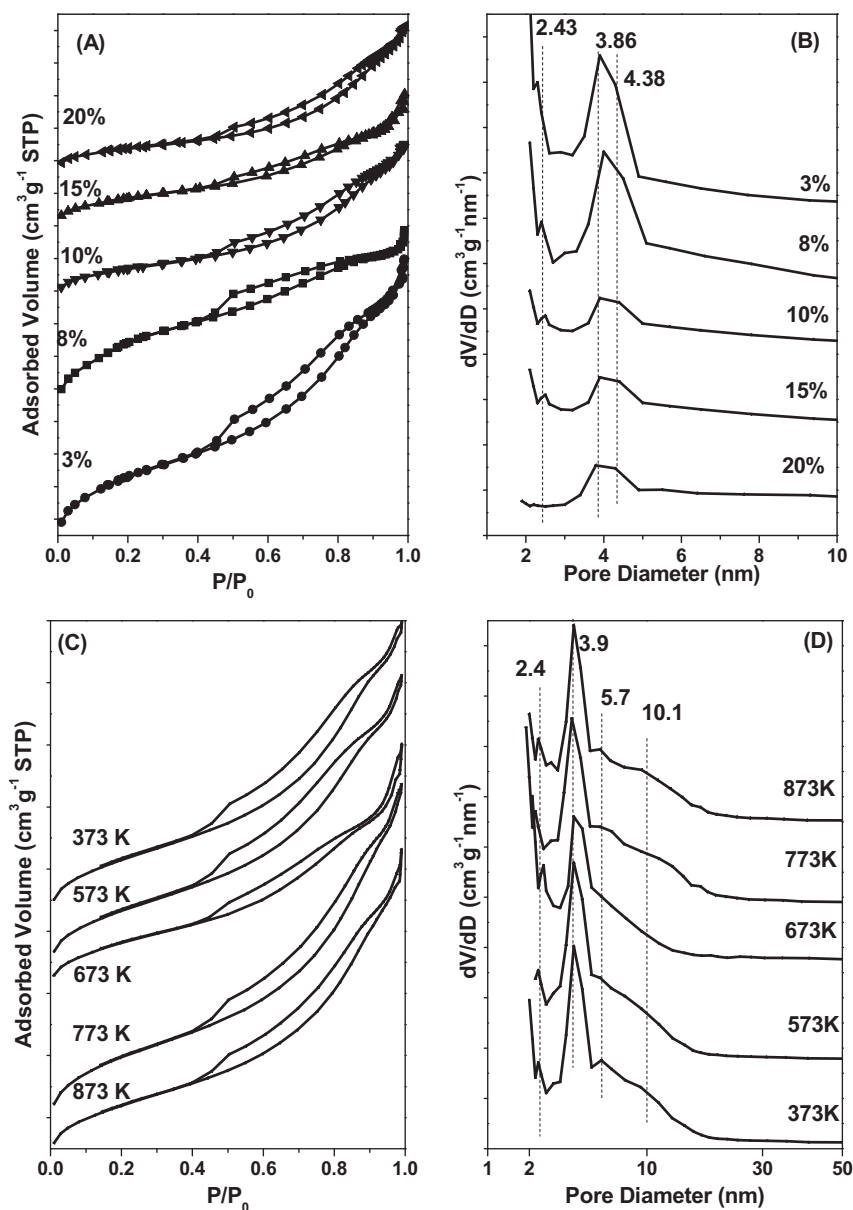 (A)
20%
15%
10%
8%
3%
0.0 0.2 0.4 0.6 0.8 1.0
P/P₀
Adsorbed Volume (cm³g⁻¹ STP)
(B)
2.43
3.86
4.38
3%
8%
10%
15%
20%
2 4 6 8 10
Pore Diameter (nm)
dV/dD (cm³g⁻¹nm⁻¹)
(C)
373 K
573 K
673 K
773 K
873 K
0.0 0.2 0.4 0.6 0.8 1.0
P/P₀
Adsorbed Volume (cm³g⁻¹ STP)
(D)
3.9
2.4
5.7
10.1
873K
773K
673K
573K
373K
1 2 10 30 50
Pore Diameter (nm)
dV/dD (cm³g⁻¹nm⁻¹)